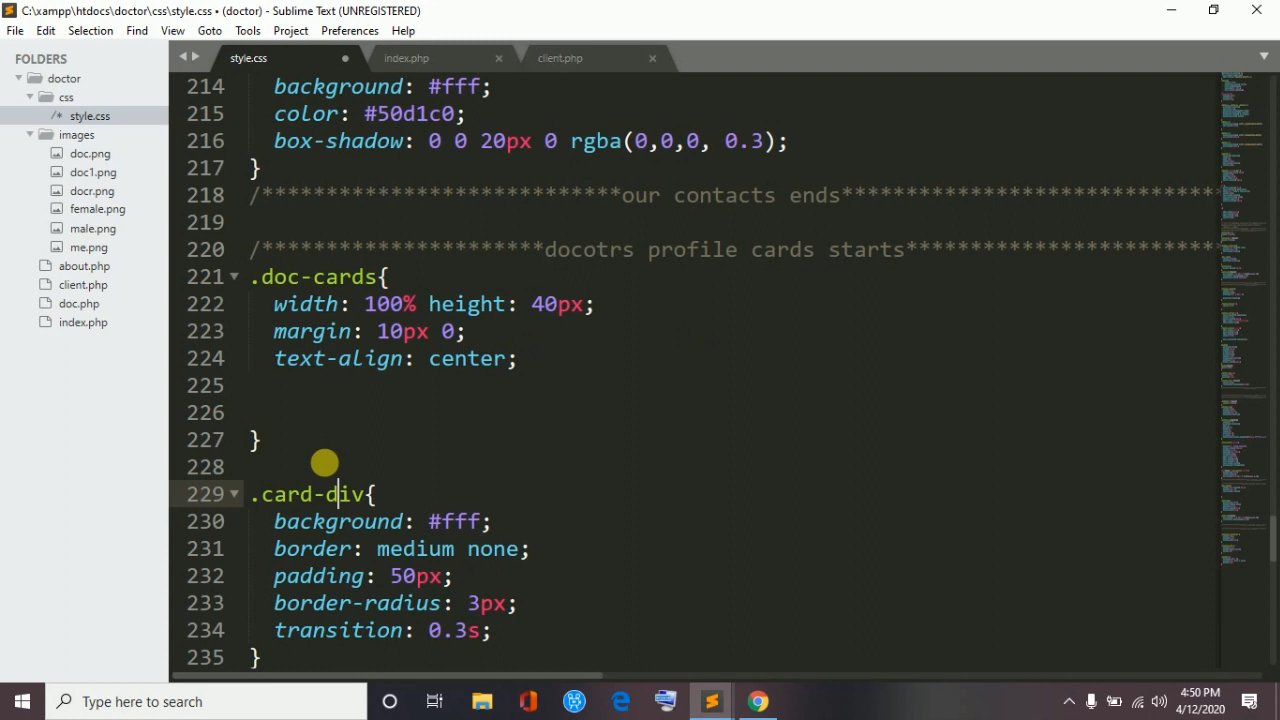 C:\xampp\htdocs\doctor\css\style.css • (doctor) - Sublime Text (UNREGISTERED)
File Edit Selection Find View Goto Tools Project Preferences Help
FOLDERS
doctor
css
/* style.css
images
doc.png
doc1.png
docr.png
female.png
male.png
me.png
about.php
client.php
doc.php
index.php
style.css index.php client.php
214 background: #fff;
215 color: #50d1c0;
216 box-shadow: 0 0 20px 0 rgba(0,0,0, 0.3);
217 }
218 /****************************our contacts ends*****************************
219
220 /**********************docotrs profile cards starts************************
221 .doc-cards{
222 width: 100% height: 40px;
223 margin: 10px 0;
224 text-align: center;
225
226
227 }
228
229 .card-div{
230 background: #fff;
231 border: medium none;
232 padding: 50px;
233 border-radius: 3px;
234 transition: 0.3s;
235 }
Type here to search
4:50 PM
4/12/2020